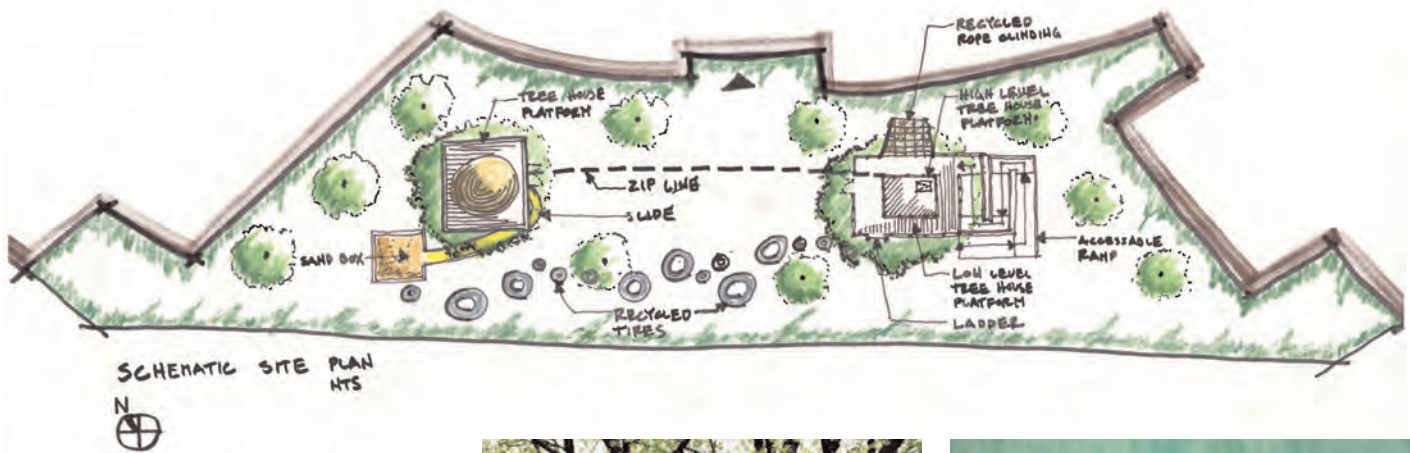 RECYCLED
ROPE CLINDING
TREE HOUSE
PLATFORM
HIGH LEVEL
TREE HOUSE
PLATFORM
ZIP LINE
SLIDE
SAND BOX
ACCESSABLE
RAMP
LOW LEVEL
TREE HOUSE
PLATFORM
RECYCLED
TIRES
LADDER
SCHEMATIC SITE PLAN
NTS
N